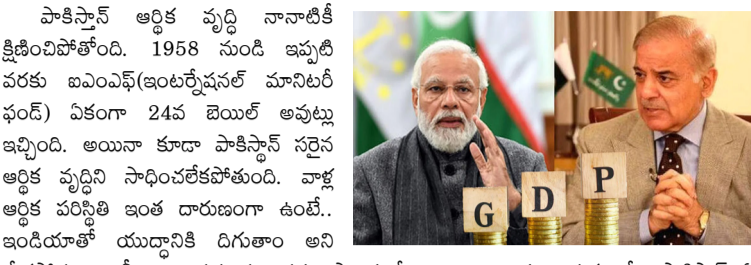 పాకిస్తాన్ ఆర్థిక వృద్ధి నానాటికీ
క్షిణించిపోతోంది. 1958 నుండి ఇప్పటి
వరకు ఐఎంఎఫ్(ఇంటర్నేషనల్ మానిటరీ
ఫండ్) ఏకంగా 24వ బెయిల్ అవుట్లు
ఇచ్చింది. అయినా కూడా పాకిస్థాన్ సరైన
ఆర్థిక వృద్ధిని సాధించలేకపోతుంది. వాళ్ల
ఆర్థిక పరిస్థితి ఇంత దారుణంగా ఉంటే..
ఇండియాతో యుద్ధానికి దిగుతాం అని
G D P